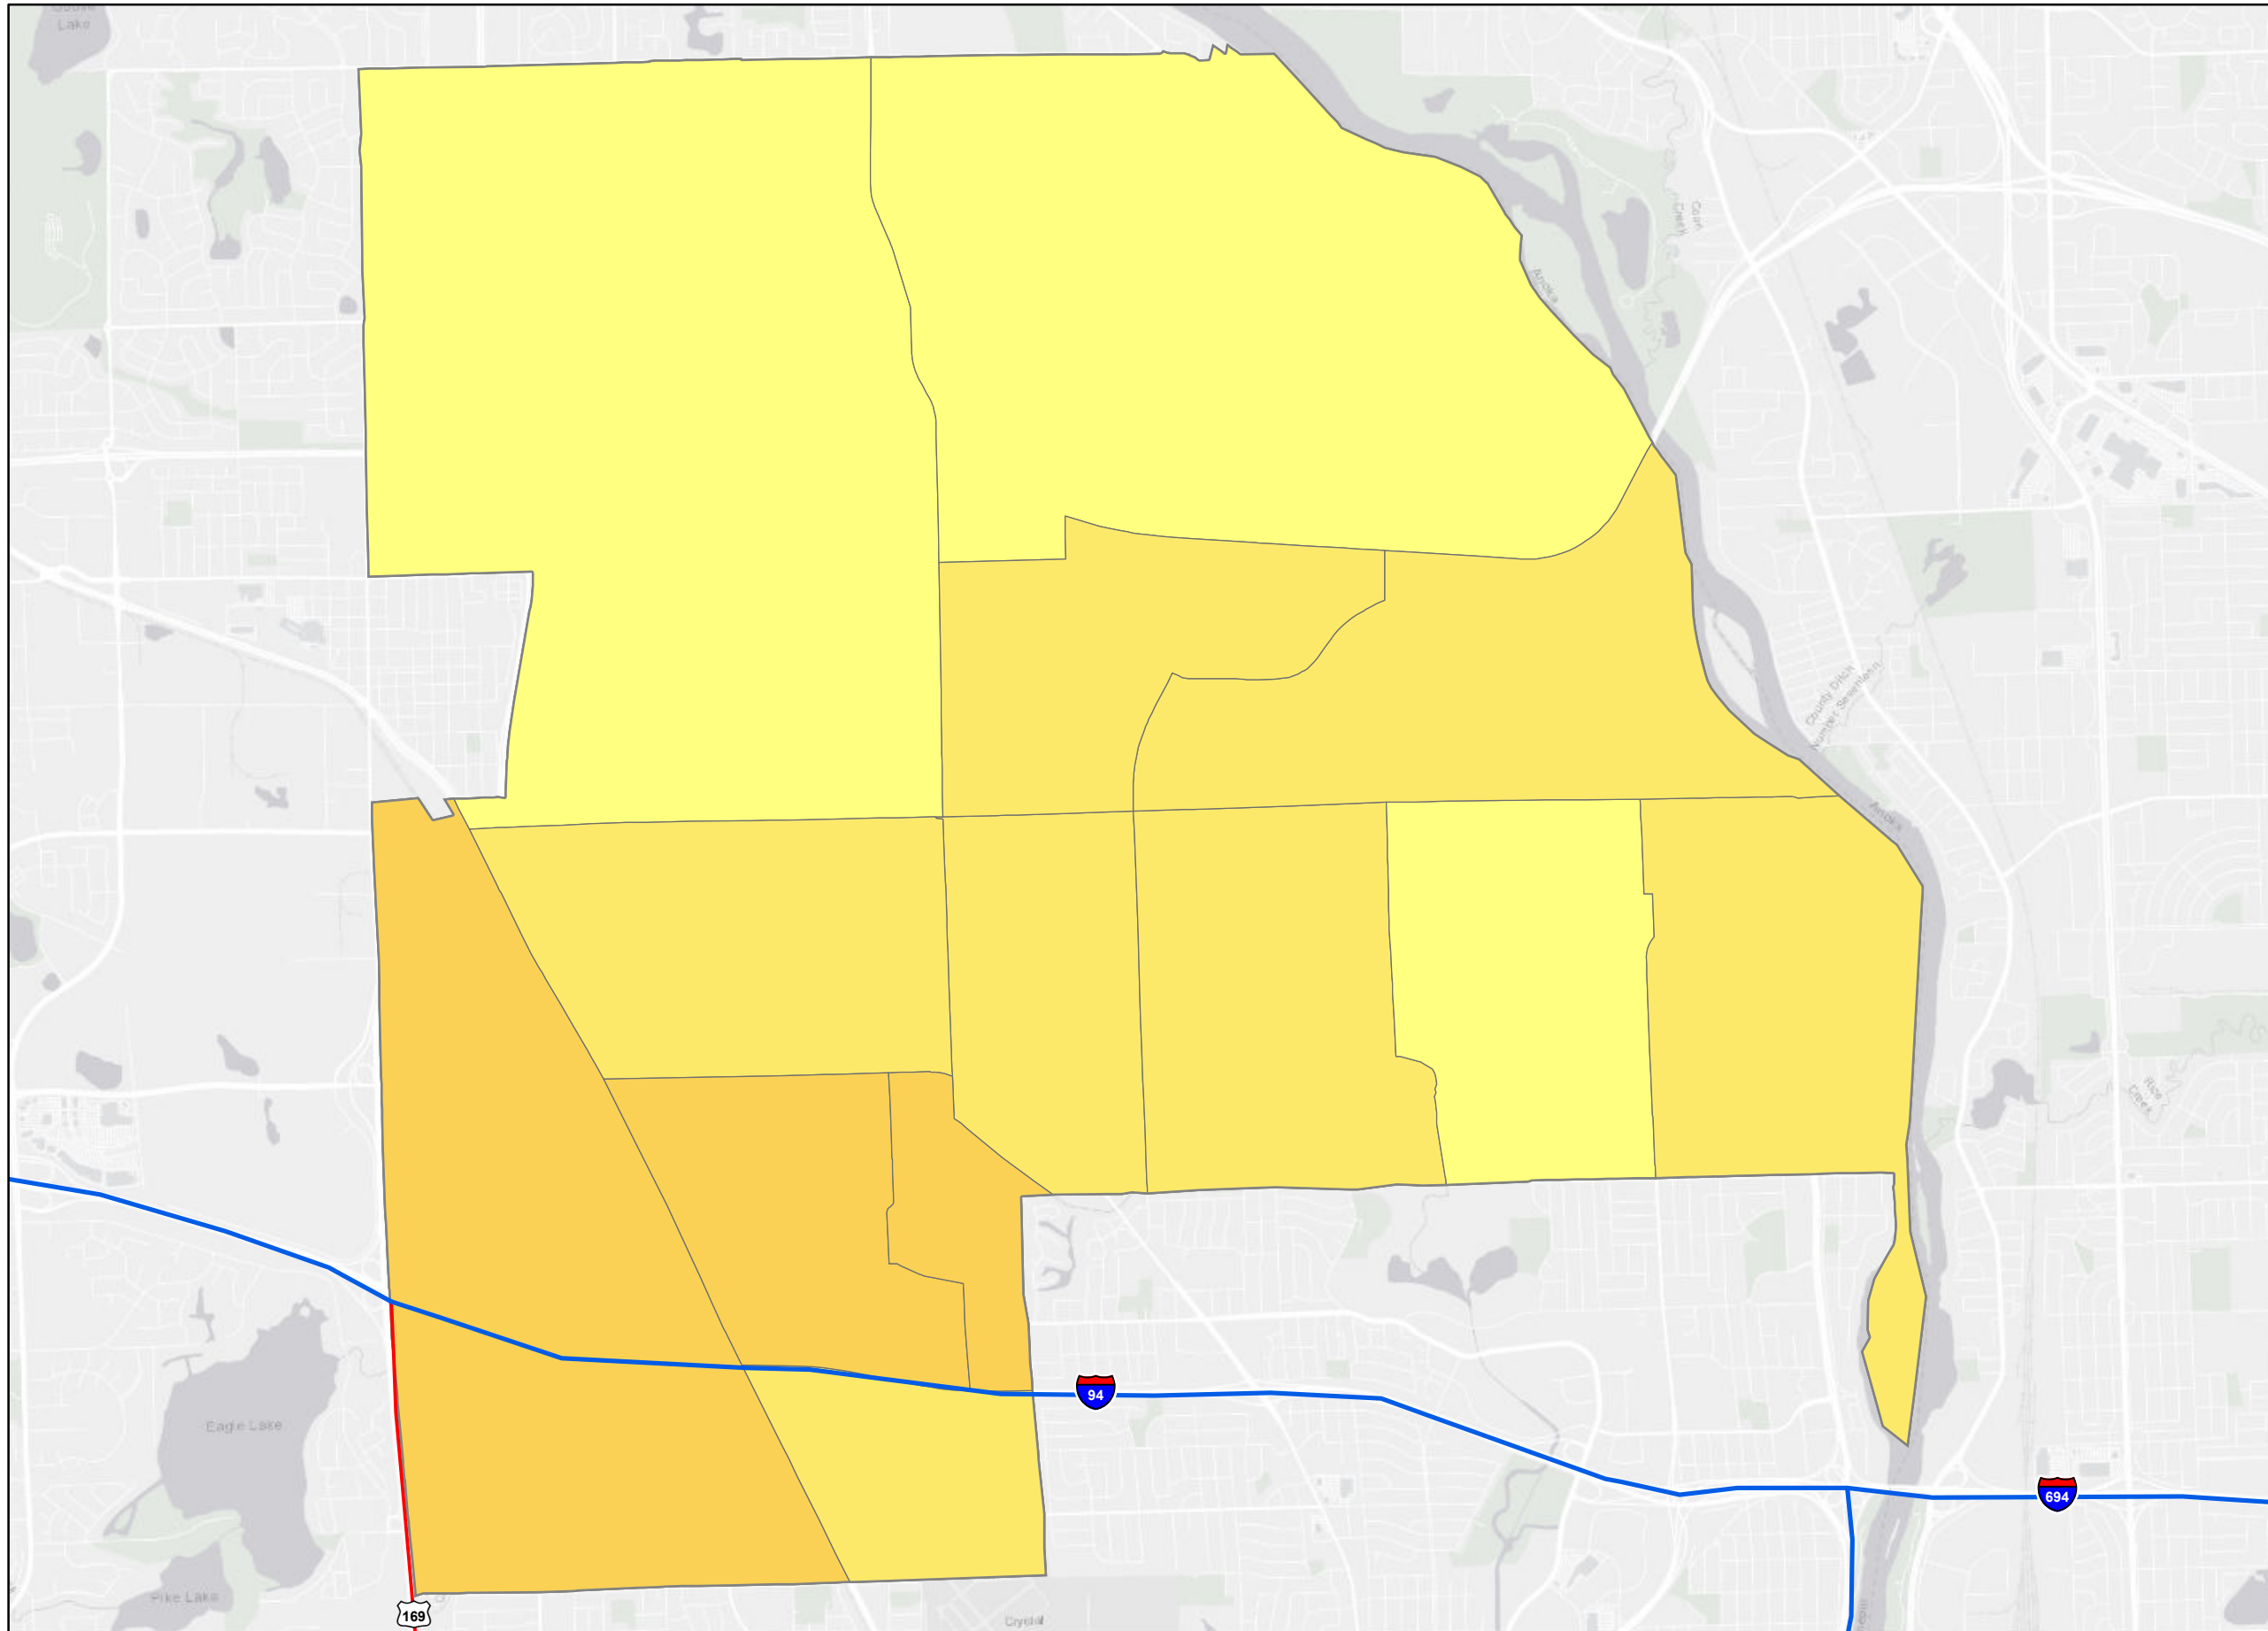 Goose
Lake
Coon
Creek
Anoka
County Ditch
Number Seventeen
Anoka
Rice
Creek
94
Eagle Lake
694
Pike Lake
169
Crystal